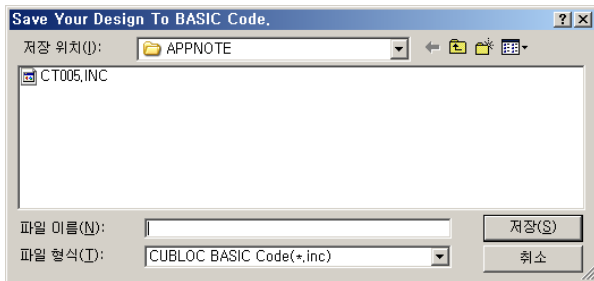 Save Your Design To BASIC Code,
저장 위치(I): APPNOTE
CT005,INC
파일 이름(N): 저장(S)
파일 형식(T): CUBLOC BASIC Code(*,inc) 취소